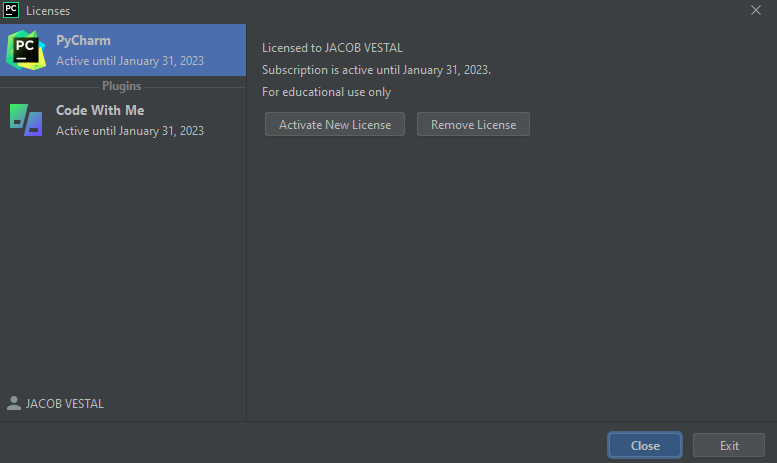 PC Licenses
PC PyCharm
Active until January 31, 2023
Plugins
Code With Me
Active until January 31, 2023
JACOB VESTAL
Licensed to JACOB VESTAL
Subscription is active until January 31, 2023.
For educational use only
Activate New License Remove License
Close Exit